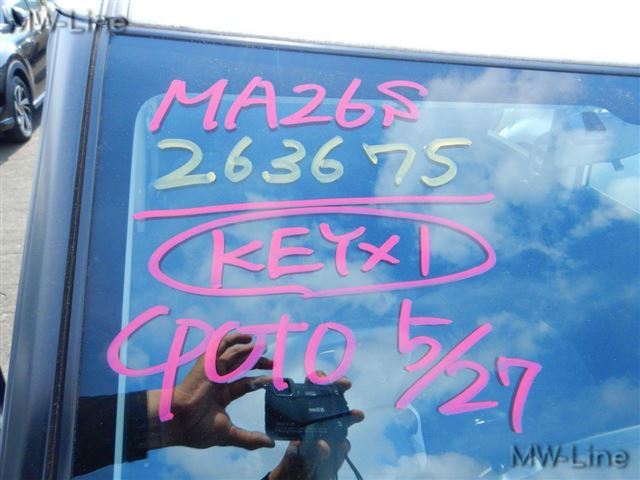 MW-Line
MA26S
263675
KEY×1
CPOTO 5/27
MW-Line